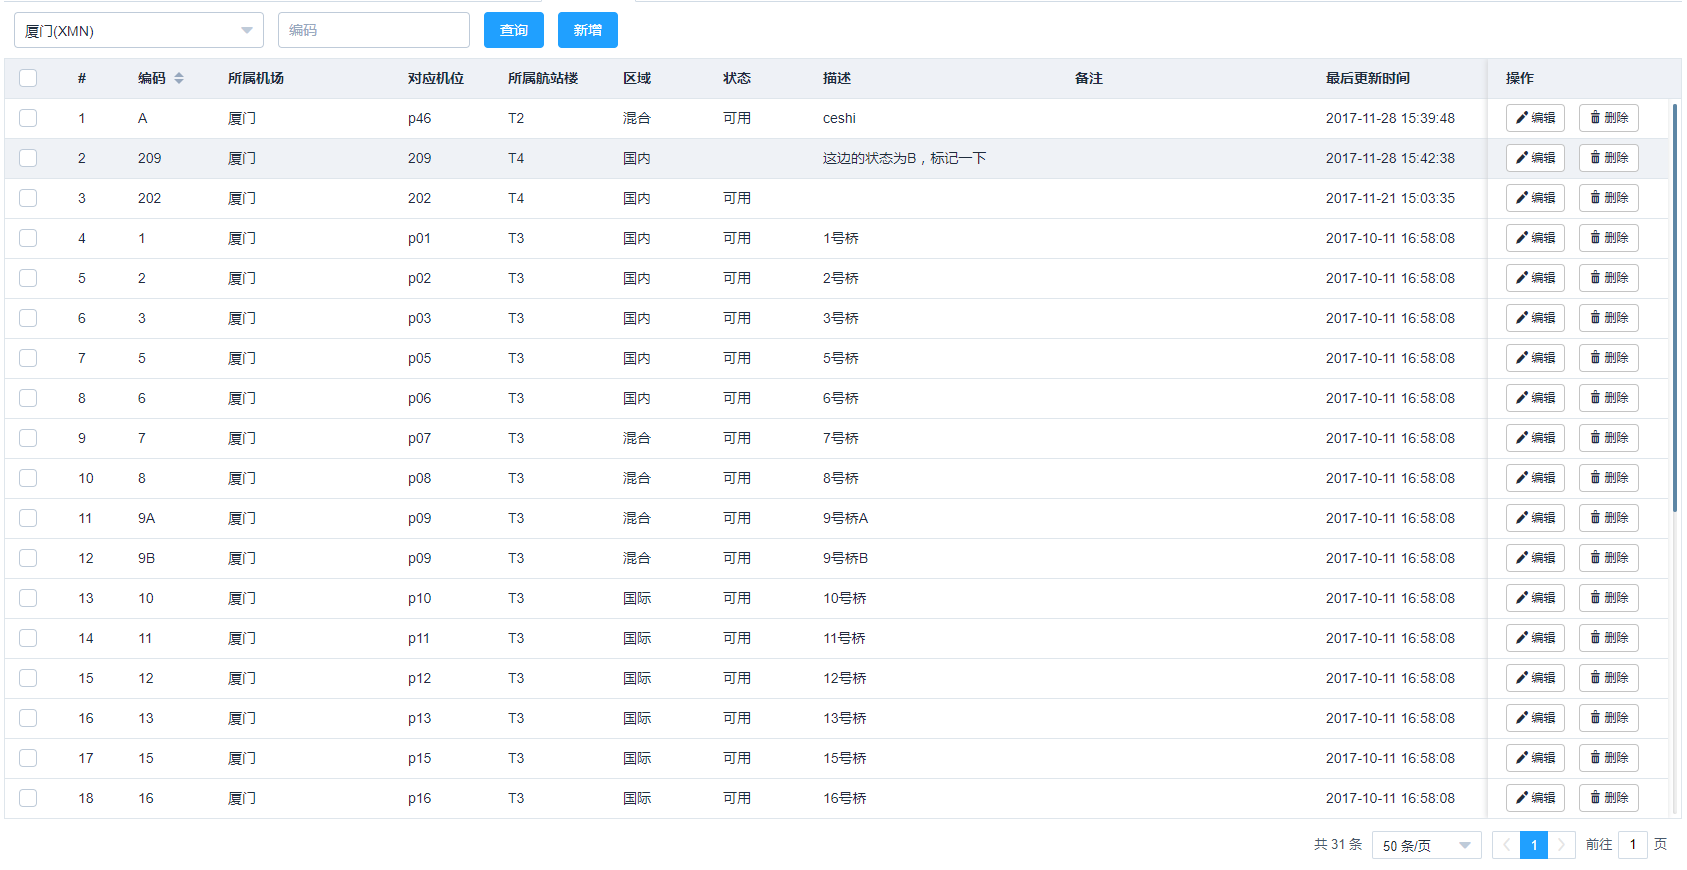 厦门(XMN) 编码 查询 新增
# 编码 所属机场 对应机位 所属航站楼 区域 状态 描述 备注 最后更新时间 操作
1 A 厦门 p46 T2 混合 可用 ceshi 2017-11-28 15:39:48 编辑 删除
2 209 厦门 209 T4 国内 这边的状态为B，标记一下 2017-11-28 15:42:38 编辑 删除
3 202 厦门 202 T4 国内 可用 2017-11-21 15:03:35 编辑 删除
4 1 厦门 p01 T3 国内 可用 1号桥 2017-10-11 16:58:08 编辑 删除
5 2 厦门 p02 T3 国内 可用 2号桥 2017-10-11 16:58:08 编辑 删除
6 3 厦门 p03 T3 国内 可用 3号桥 2017-10-11 16:58:08 编辑 删除
7 5 厦门 p05 T3 国内 可用 5号桥 2017-10-11 16:58:08 编辑 删除
8 6 厦门 p06 T3 国内 可用 6号桥 2017-10-11 16:58:08 编辑 删除
9 7 厦门 p07 T3 混合 可用 7号桥 2017-10-11 16:58:08 编辑 删除
10 8 厦门 p08 T3 混合 可用 8号桥 2017-10-11 16:58:08 编辑 删除
11 9A 厦门 p09 T3 混合 可用 9号桥A 2017-10-11 16:58:08 编辑 删除
12 9B 厦门 p09 T3 混合 可用 9号桥B 2017-10-11 16:58:08 编辑 删除
13 10 厦门 p10 T3 国际 可用 10号桥 2017-10-11 16:58:08 编辑 删除
14 11 厦门 p11 T3 国际 可用 11号桥 2017-10-11 16:58:08 编辑 删除
15 12 厦门 p12 T3 国际 可用 12号桥 2017-10-11 16:58:08 编辑 删除
16 13 厦门 p13 T3 国际 可用 13号桥 2017-10-11 16:58:08 编辑 删除
17 15 厦门 p15 T3 国际 可用 15号桥 2017-10-11 16:58:08 编辑 删除
18 16 厦门 p16 T3 国际 可用 16号桥 2017-10-11 16:58:08 编辑 删除
共 31 条 50 条/页 1 前往 1 页